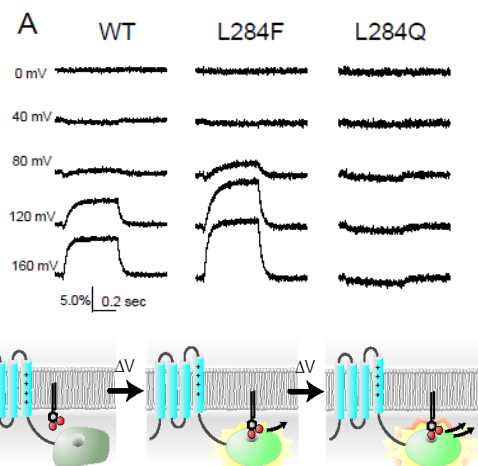 A
WT L284F L284Q
0 mV
40 mV
80 mV
120 mV
160 mV
5.0% 0.2 sec
ΔV ΔV
+ + +
+ + + +
+ + + +